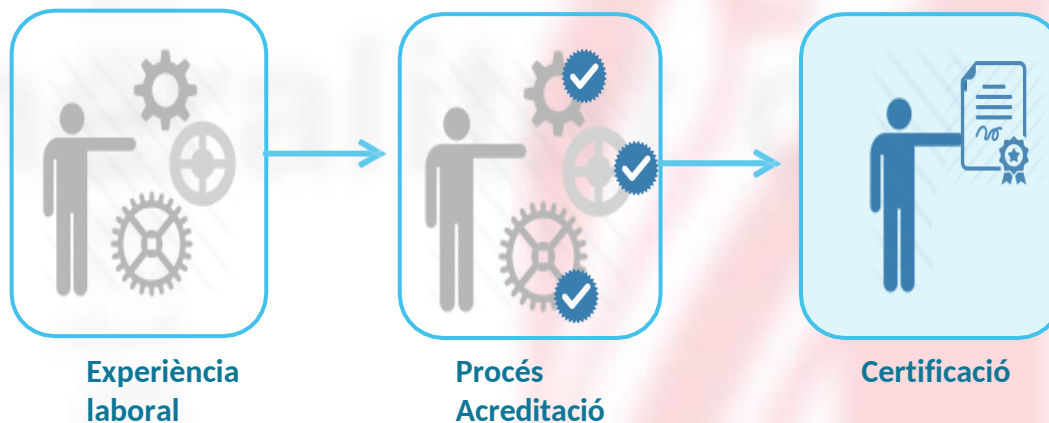 Experiència
laboral
Procés
Acreditació
Certificació